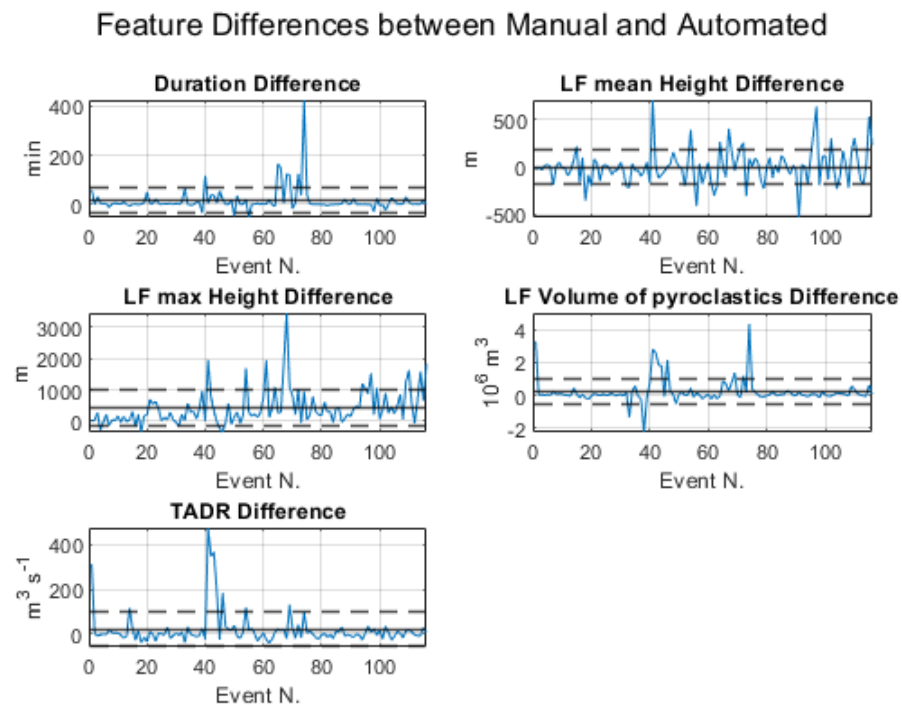 Feature Differences between Manual and Automated
Duration Difference
400
200
0
min
0 20 40 60 80 100
Event N.
LF mean Height Difference
500
0
-500
m
0 20 40 60 80 100
Event N.
LF max Height Difference
3000
2000
1000
0
m
0 20 40 60 80 100
Event N.
LF Volume of pyroclastics Difference
4
2
0
-2
10⁶ m³
0 20 40 60 80 100
Event N.
TADR Difference
400
200
0
m³ s⁻¹
0 20 40 60 80 100
Event N.